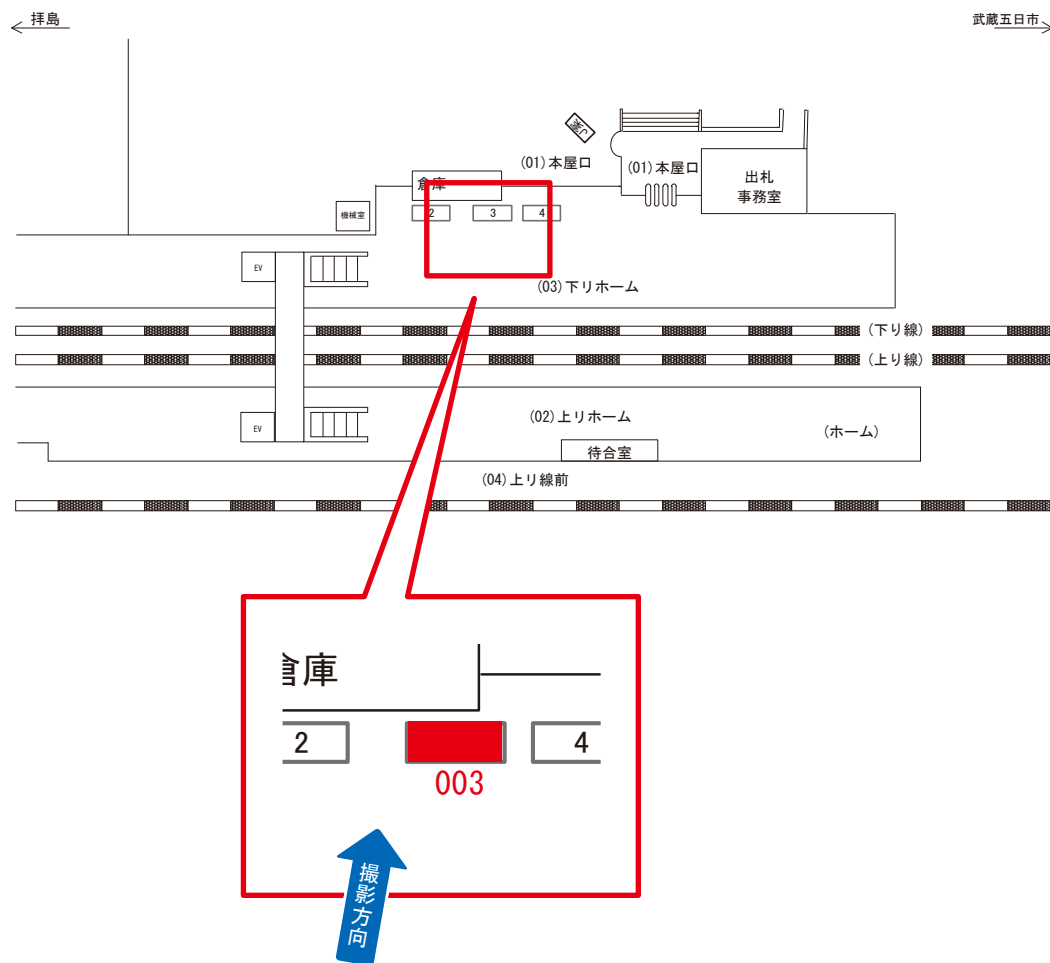 拝島
武蔵五日市
J案
(01)本屋口
(01)本屋口
出札
事務室
倉庫
機械室
2
3
4
EV
(03)下りホーム
(下り線)
(上り線)
(02)上りホーム
(ホーム)
EV
待合室
(04)上り線前
倉庫
2
4
003
撮影方向